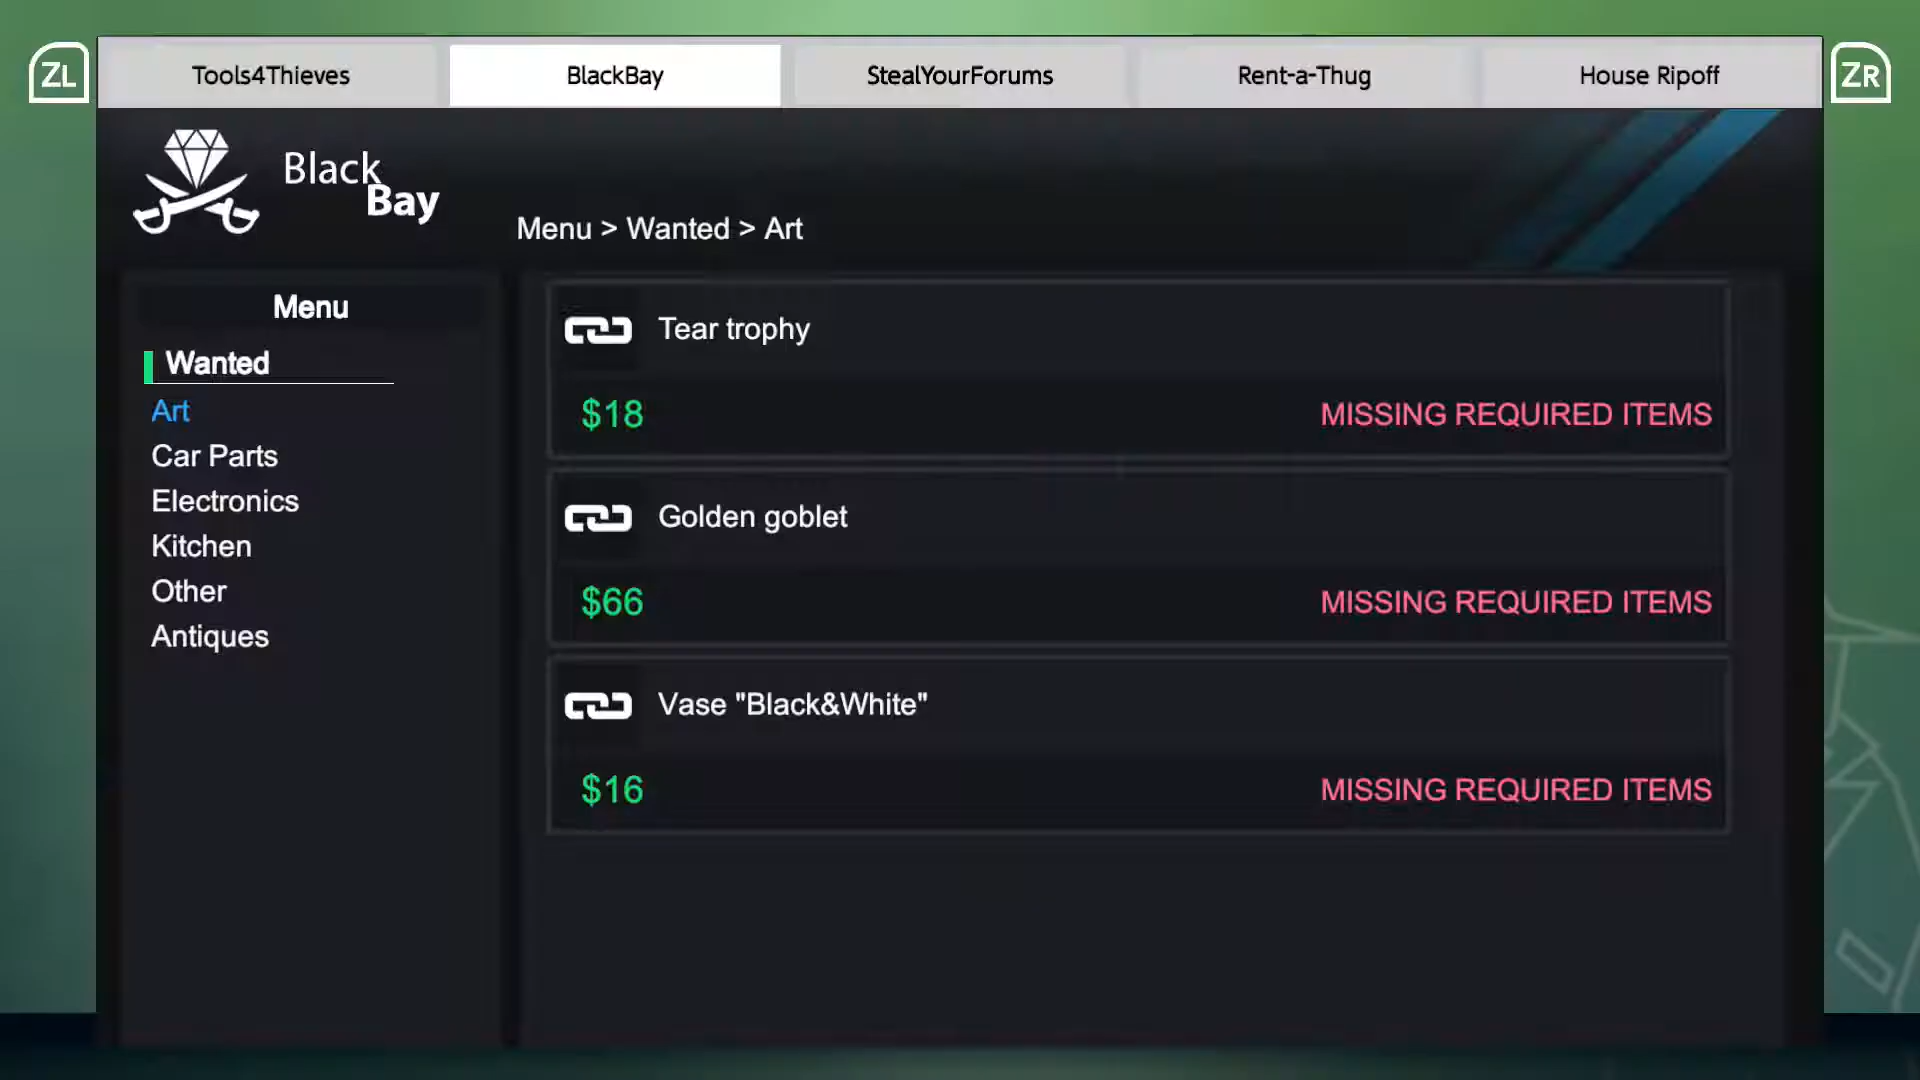 ZL
Tools4Thieves
BlackBay
StealYourForums
Rent-a-Thug
House Ripoff
ZR
Black
Bay
Menu > Wanted > Art
Menu
Wanted
Art
Car Parts
Electronics
Kitchen
Other
Antiques
Tear trophy
$18
MISSING REQUIRED ITEMS
Golden goblet
$66
MISSING REQUIRED ITEMS
Vase "Black&White"
$16
MISSING REQUIRED ITEMS